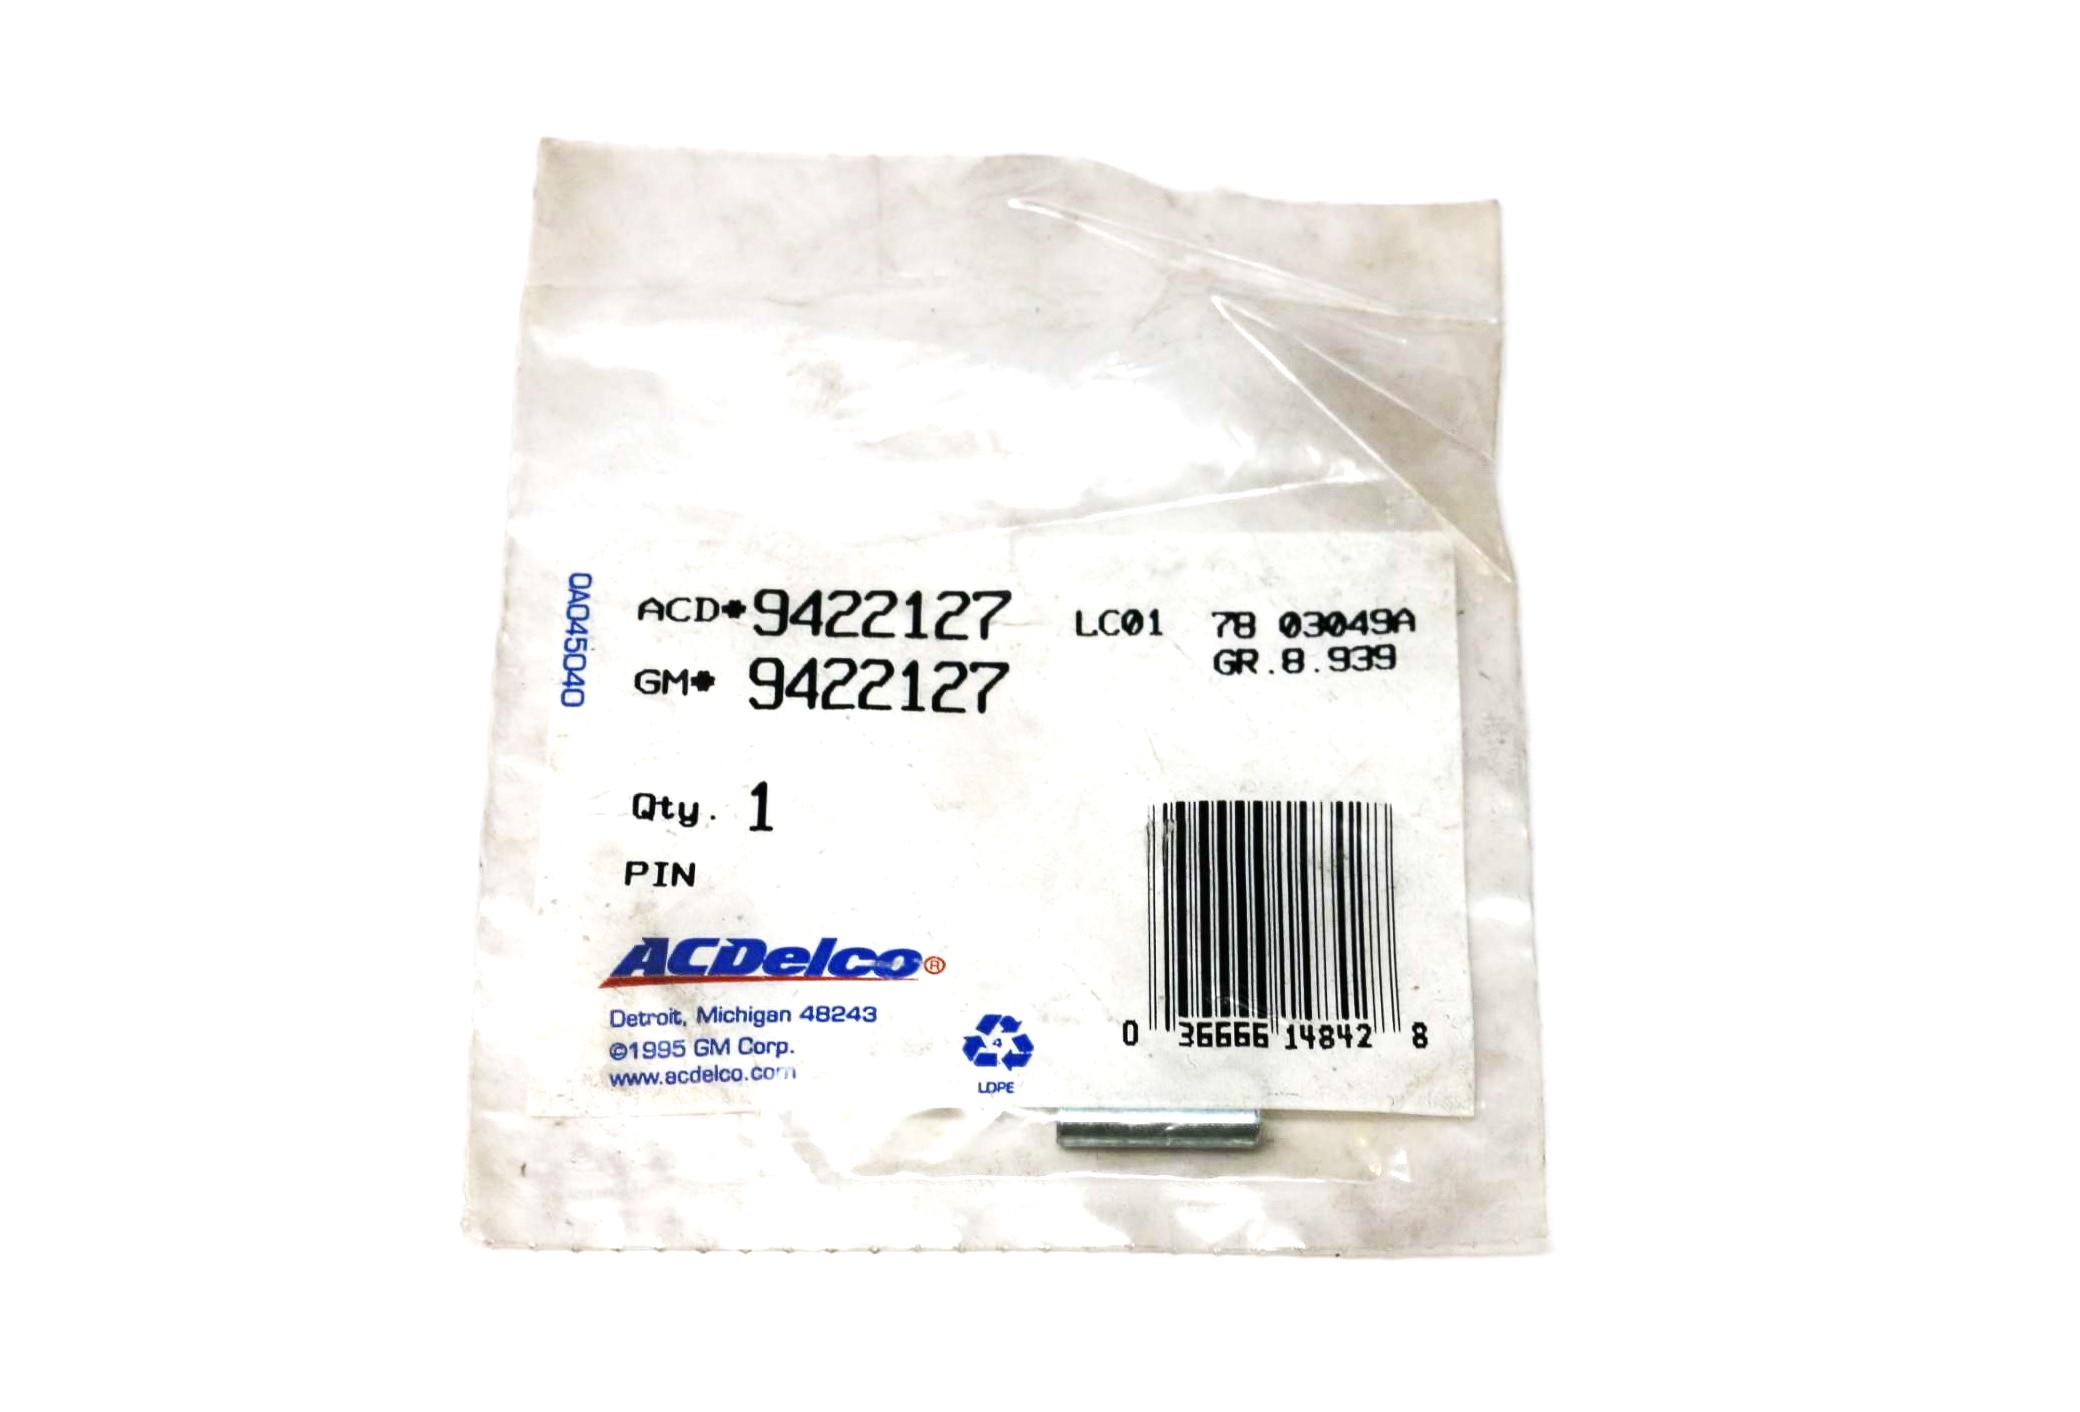 0A045040
ACD# 9422127 LC01 78 03049A
GM# 9422127 GR.8.939
Qty. 1
PIN
ACDelco®
Detroit, Michigan 48243
©1995 GM Corp.
www.acdelco.com
4
LDPE
0 36666 14842 8